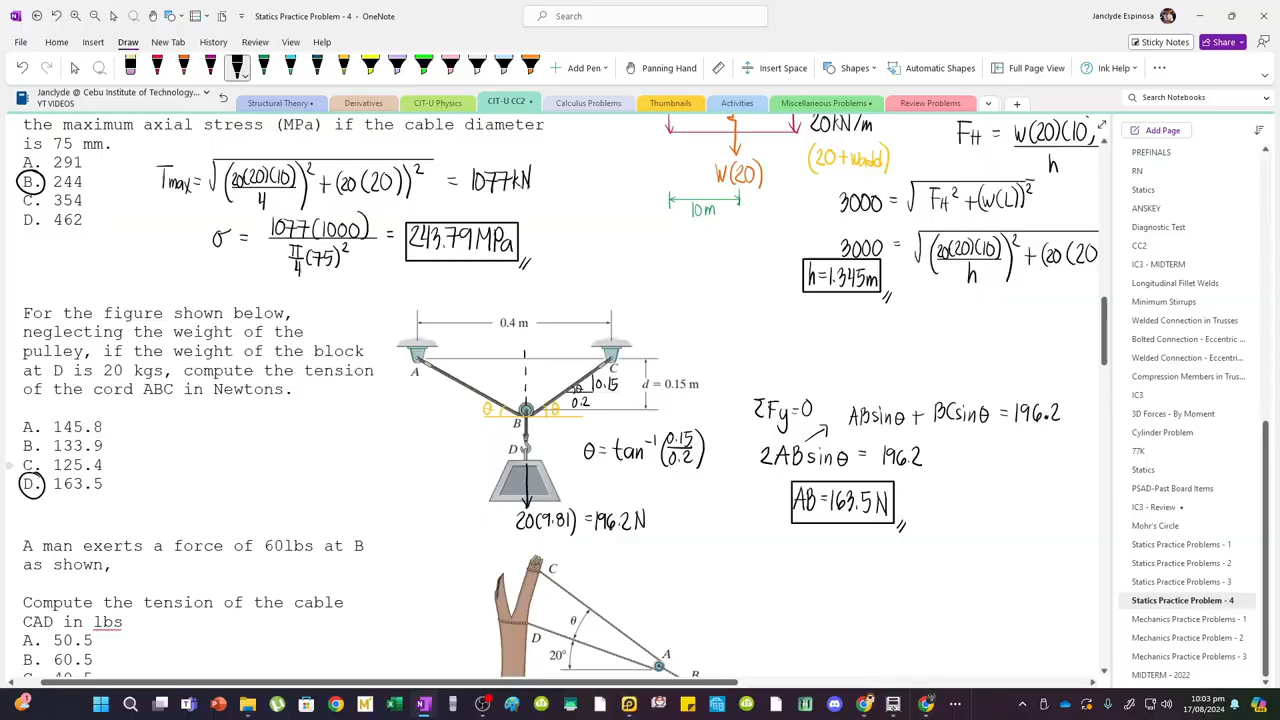 Statics Practice Problem - 4 - OneNote
Search
Janclyde Espinosa
File Home Insert Draw New Tab History Review View Help
Sticky Notes
Share
Add Pen
Panning Hand
Insert Space
Shapes
Automatic Shapes
Full Page View
Ink Help
Janclyde @ Cebu Institute of Technology...
YT VIDEOS
Structural Theory
Derivatives
CIT-U Physics
CIT-U CC2
Calculus Problems
Thumbnails
Activities
Miscellaneous Problems
Review Problems
Search Notebooks
the maximum axial stress (MPa) if the cable diameter
is 75 mm.
A. 291
B. 244
C. 354
D. 462
Tmax = √((20(20)(10)/4)² + (20(20))²) = 1077kN
σ = 1077(1000) / (π/4 (75)²) = 243.79MPa
20kN/m
W(20)
10m
FH = W(20)(10) / h
3000 = √(FH² + (W(L))²
3000 = √((20(20)(10)/h)² + (20(20
h = 1.345m
For the figure shown below,
neglecting the weight of the
pulley, if the weight of the block
at D is 20 kgs, compute the tension
of the cord ABC in Newtons.
A. 145.8
B. 133.9
C. 125.4
D. 163.5
0.4 m
A
C
d = 0.15 m
0.15
θ
0.2
θ
θ
B
D
θ = tan⁻¹(0.15/0.2)
20(9.81) = 196.2N
ΣFy=0 ABsinθ + BCsinθ = 196.2
2ABsinθ = 196.2
AB = 163.5 N
A man exerts a force of 60lbs at B
as shown,
Compute the tension of the cable
CAD in lbs
A. 50.5
B. 60.5
C
θ
D
20°
A
B
Add Page
PREFINALS
RN
Statics
ANSKEY
Diagnostic Test
CC2
IC3 - MIDTERM
Longitudinal Fillet Welds
Minimum Stirrups
Welded Connection in Trusses
Bolted Connection - Eccentric ...
Welded Connection - Eccentric ...
Compression Members in Trus...
IC3
3D Forces - By Moment
Cylinder Problem
77K
Statics
PSAD-Past Board Items
IC3 - Review
Mohr's Circle
Statics Practice Problems - 1
Statics Practice Problems - 2
Statics Practice Problems - 3
Statics Practice Problem - 4
Mechanics Practice Problems - 1
Mechanics Practice Problem - 2
Mechanics Practice Problem - 3
MIDTERM - 2022
10:03 pm
17/08/2024